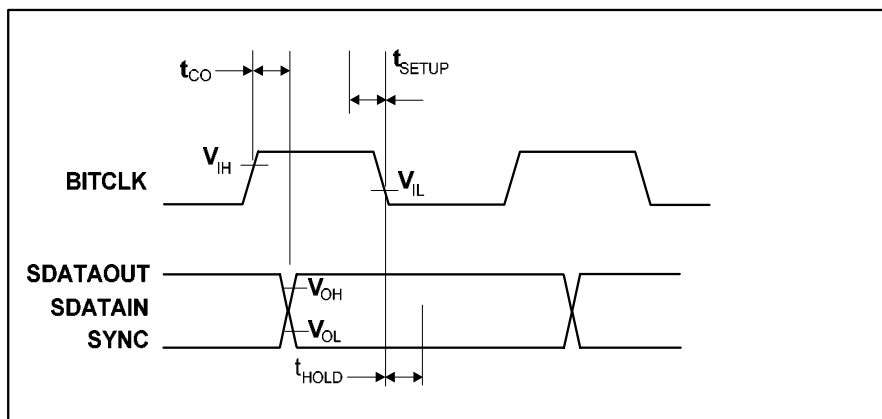 tCO
tSETUP
VIH
BITCLK
VIL
SDATAOUT
VOH
SDATAIN
VOL
SYNC
tHOLD